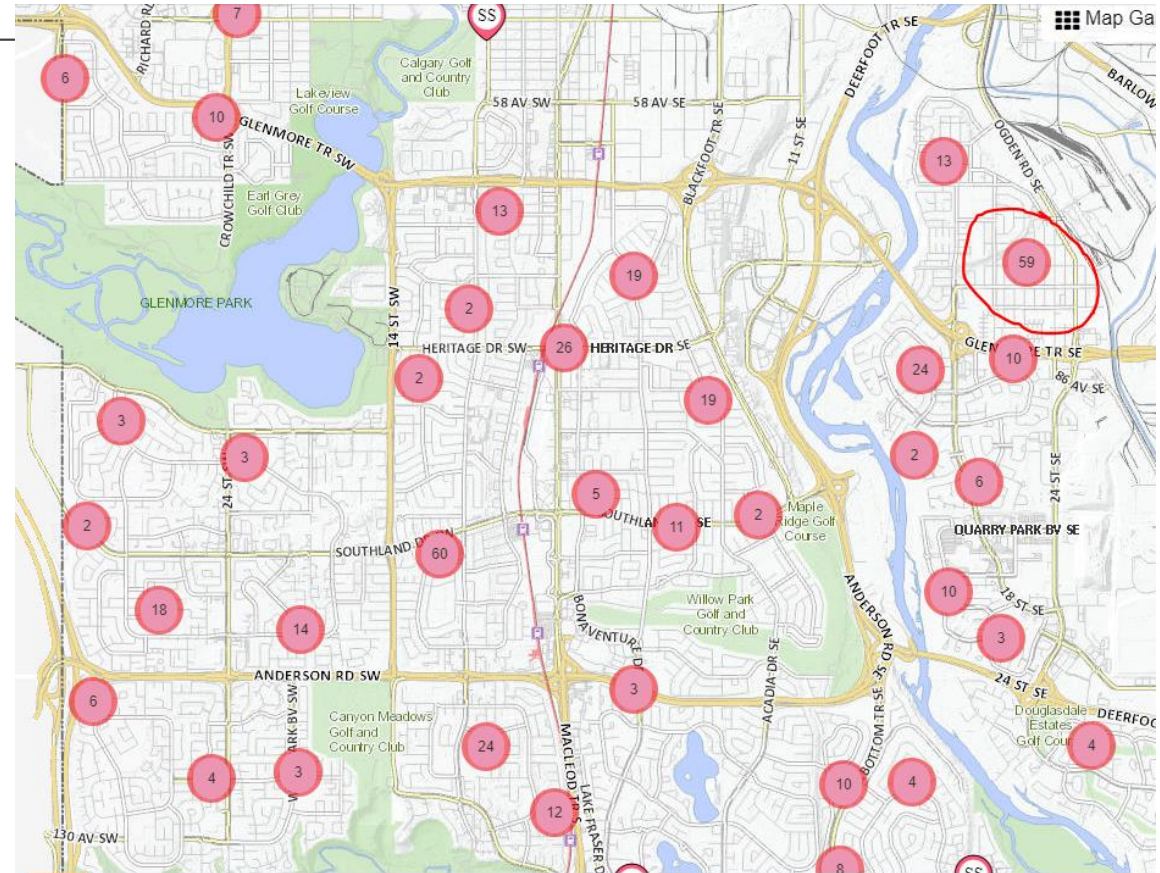 7
SS
Map Ga
RICHARD R
6
Calgary Golf
and Country
Club
DEERFOOT TR SE
BARLOW
Lakeview
Golf Course
58 AV SW
58 AV SE
10
GLENMORE TR SW
CROWCHILD TR SW
BLACKFOOT TR SE
11 ST SE
OGDEN RD SE
13
Earl Grey
Golf Club
13
59
19
GLENMORE PARK
2
14 ST SW
HERITAGE DR SW
26
HERITAGE DR SE
GLEN
RE TR SE
10
24
86 AV SE
2
19
3
3
24 ST
2
6
24 ST SE
5
2
SOUTHLAND D
60
11
SE
2
Maple
Ridge Golf
Course
QUARRY PARK BV SE
18
14
10
18 ST SE
BONAVENTURE D
Willow Park
Golf and
Country Club
ANDERSON RD SE
3
ANDERSON RD SW
3
ACADIA DR SE
24 ST SE
6
Canyon Meadows
Golf and
Country Club
ARK BV SW
24
MACLEOD TR S
BOTTOM TR SE
Douglasdale
Estates
Golf Cour
DEERFOO
4
4
3
10
4
12
LAKE FRASER D
130 AV SW
8
SS